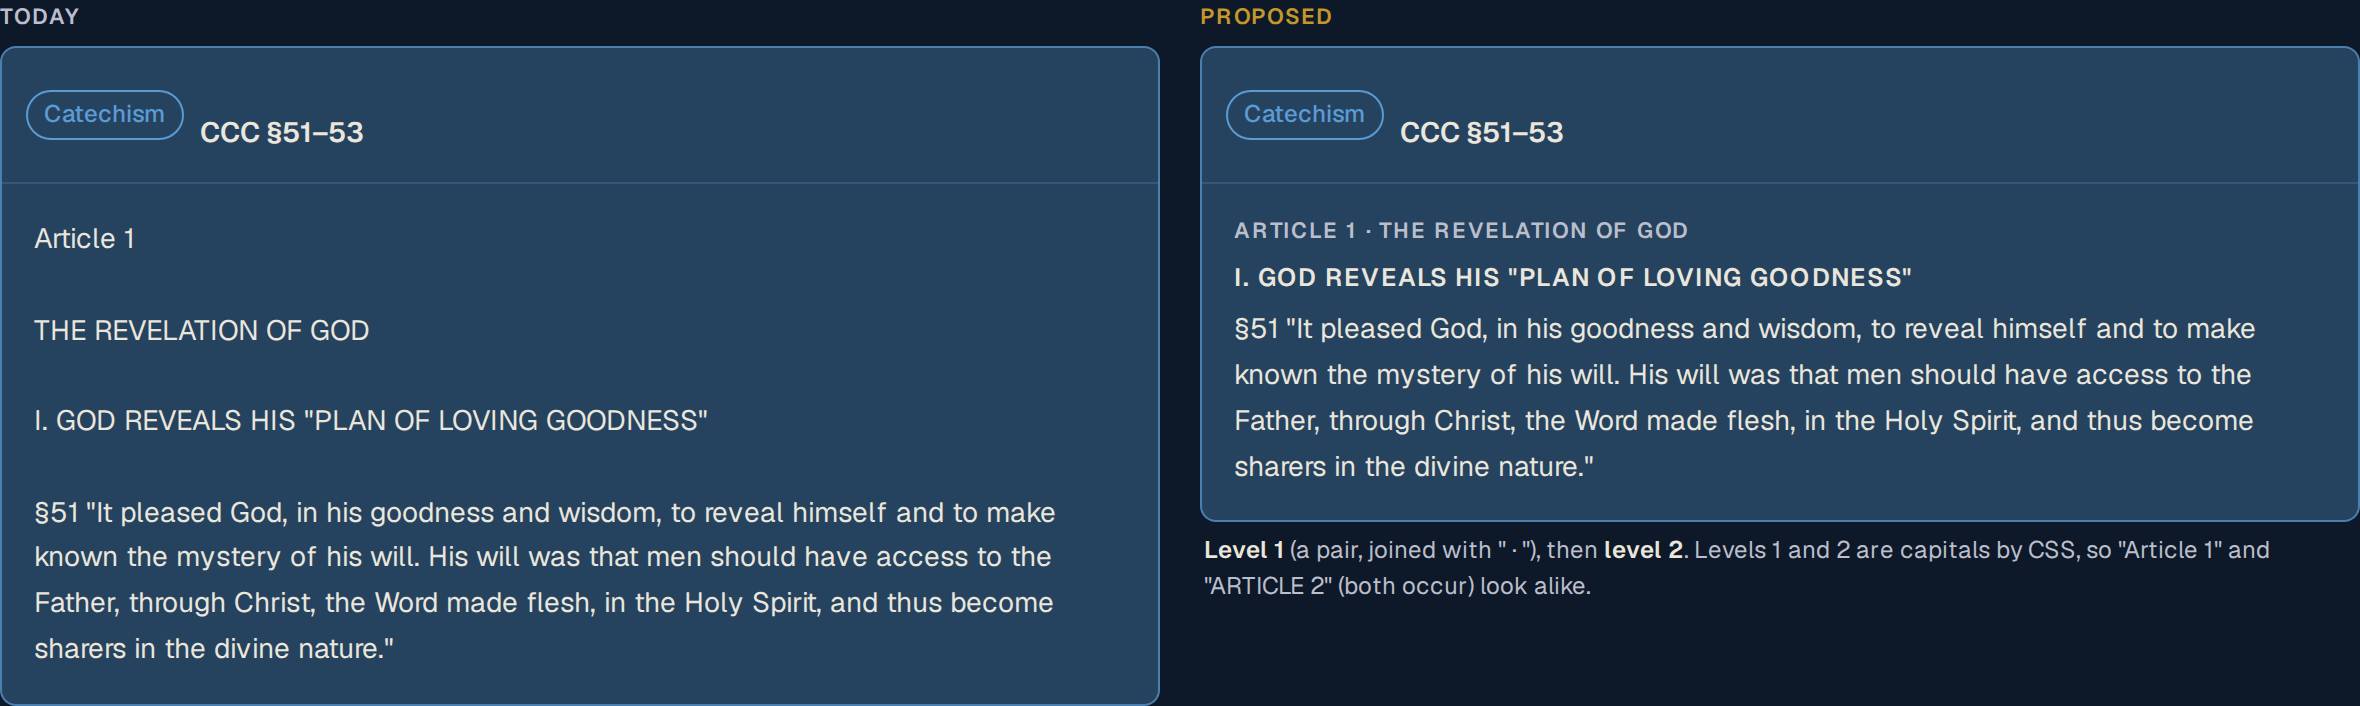 TODAY
Catechism
CCC §51–53
Article 1
THE REVELATION OF GOD
I. GOD REVEALS HIS "PLAN OF LOVING GOODNESS"
§51 "It pleased God, in his goodness and wisdom, to reveal himself and to make
known the mystery of his will. His will was that men should have access to the
Father, through Christ, the Word made flesh, in the Holy Spirit, and thus become
sharers in the divine nature."
PROPOSED
Catechism
CCC §51–53
ARTICLE 1 · THE REVELATION OF GOD
I. GOD REVEALS HIS "PLAN OF LOVING GOODNESS"
§51 "It pleased God, in his goodness and wisdom, to reveal himself and to make
known the mystery of his will. His will was that men should have access to the
Father, through Christ, the Word made flesh, in the Holy Spirit, and thus become
sharers in the divine nature."
Level 1 (a pair, joined with " · "), then level 2. Levels 1 and 2 are capitals by CSS, so "Article 1" and
"ARTICLE 2" (both occur) look alike.